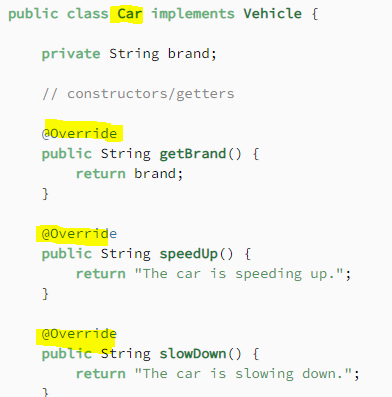 public class Car implements Vehicle {
private String brand;
// constructors/getters
@Override
public String getBrand() {
return brand;
}
@Override
public String speedUp() {
return "The car is speeding up.";
}
@Override
public String slowDown() {
return "The car is slowing down.";
}